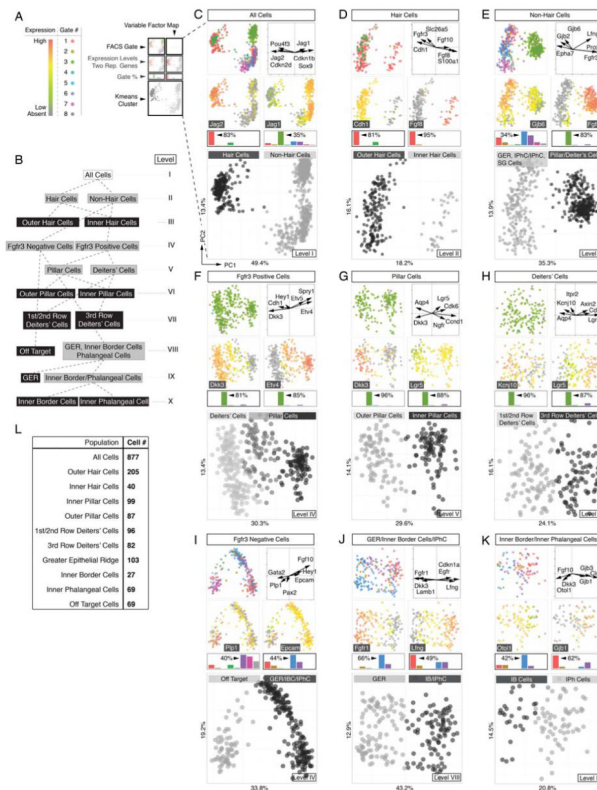 A
Expression
Gate #
High
Low
Absent
1
2
3
4
5
6
7
8
Variable Factor Map
FACS Gate
Expression Levels
Two Rep. Genes
Gate %
Kmeans
Cluster
B
Level
All Cells
I
Hair Cells
Non-Hair Cells
II
Outer Hair Cells
Inner Hair Cells
III
Fgfr3 Negative Cells
Fgfr3 Positive Cells
IV
Pillar Cells
Deiters' Cells
V
Outer Pillar Cells
Inner Pillar Cells
VI
1st/2nd Row
Deiters' Cells
3rd Row
Deiters' Cells
VII
Off Target
GER, Inner Border Cells
Phalangeal Cells
VIII
GER
Inner Border/Phalangeal Cells
IX
Inner Border Cells
Inner Phalangeal Cell
X
L
Population
Cell #
All Cells
877
Outer Hair Cells
205
Inner Hair Cells
40
Inner Pillar Cells
99
Outer Pillar Cells
87
1st/2nd Row Deiters' Cells
96
3rd Row Deiters' Cells
82
Greater Epithelial Ridge
103
Inner Border Cells
27
Inner Phalangeal Cells
69
Off Target Cells
69
C
All Cells
Pou4f3
Jag1
Jag2
Cdkn2d
Cdkn1b
Sox9
Jag2
Jag1
83%
35%
Hair Cells
Non-Hair Cells
13.4%
PC2
PC1
49.4%
Level I
D
Hair Cells
Slc26a5
Fgfr3
Fgf10
Cdh1
Fgf8
S100a1
Cdh1
Fgf8
81%
95%
Outer Hair Cells
Inner Hair Cells
16.1%
18.2%
Level II
E
Non-Hair Cells
Gjb6
Gjb2
Lfng
Epha7
Pro
Fgfr3
Gjb6
Fgf
34%
83%
GER, IPhC/IPhC,
SG Cells
Pillar/Deiter's Cells
13.9%
35.3%
Level
F
Fgfr3 Positive Cells
Spry1
Hey1
Cdh1
Etv5
Dkk3
Etv4
Dkk3
Etv4
81%
85%
Deiters' Cells
Pillar Cells
13.4%
30.3%
Level IV
G
Pillar Cells
Aqp4
Lgr5
Cdk6
Dkk3
Ngfr
Ccnd1
Dkk3
Lgr5
96%
88%
Outer Pillar Cells
Inner Pillar Cells
14.1%
29.6%
Level V
H
Deiters' Cells
Itpr2
Kcnj10
Axin2
Cd
Aqp4
Lgr
Kcnj10
Lgr5
96%
87%
1st/2nd Row
Deiters' Cells
3rd Row Deiters' Cells
16.1%
24.1%
Level
I
Fgfr3 Negative Cells
Fgf10
Gata2
Hey1
Plp1
Epcam
Pax2
Plp1
Epcam
40%
44%
Off Target
GER/IBC/IPhC
19.2%
33.8%
Level IV
J
GER/Inner Border Cells/IPhC
Cdkn1a
Fgfr1
Egfr
Dkk3
Lamb1
Lfng
Fgfr1
Lfng
66%
49%
GER
IB/IPhC
12.9%
43.2%
Level VIII
K
Inner Border/Inner Phalangeal Cells
Fgf10
Gjb3
Dkk3
Gjb1
Otol1
Otol1
Gjb1
42%
62%
IB Cells
IPh Cells
14.5%
20.8%
Level